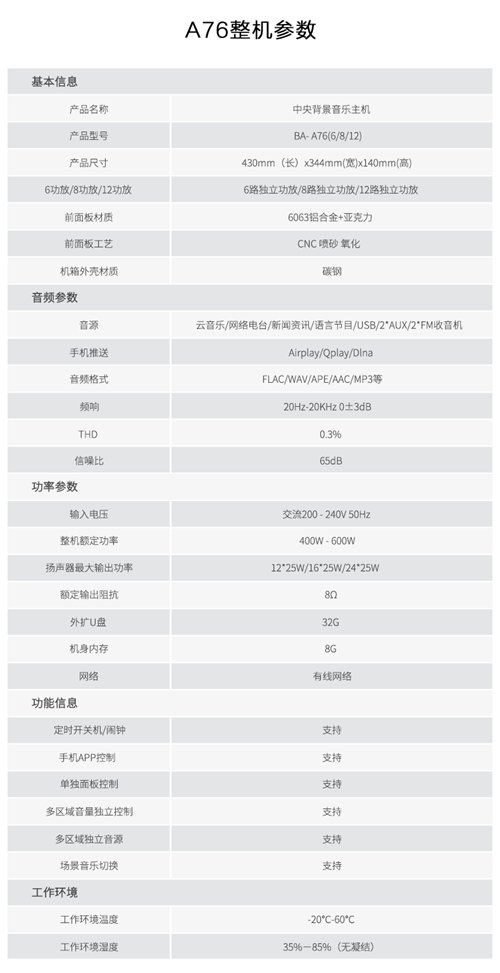 A76整机参数
基本信息
产品名称 中央背景音乐主机
产品型号 BA- A76(6/8/12)
产品尺寸 430mm（长）x344mm(宽)x140mm(高)
6功放/8功放/12功放 6路独立功放/8路独立功放/12路独立功放
前面板材质 6063铝合金+亚克力
前面板工艺 CNC 喷砂 氧化
机箱外壳材质 碳钢
音频参数
音源 云音乐/网络电台/新闻资讯/语言节目/USB/2*AUX/2*FM收音机
手机推送 Airplay/Qplay/Dlna
音频格式 FLAC/WAV/APE/AAC/MP3等
频响 20Hz-20KHz 0±3dB
THD 0.3%
信噪比 65dB
功率参数
输入电压 交流200 - 240V 50Hz
整机额定功率 400W - 600W
扬声器最大输出功率 12*25W/16*25W/24*25W
额定输出阻抗 8Ω
外扩U盘 32G
机身内存 8G
网络 有线网络
功能信息
定时开关机/闹钟 支持
手机APP控制 支持
单独面板控制 支持
多区域音量独立控制 支持
多区域独立音源 支持
场景音乐切换 支持
工作环境
工作环境温度 -20°C-60°C
工作环境湿度 35%－85%（无凝结）